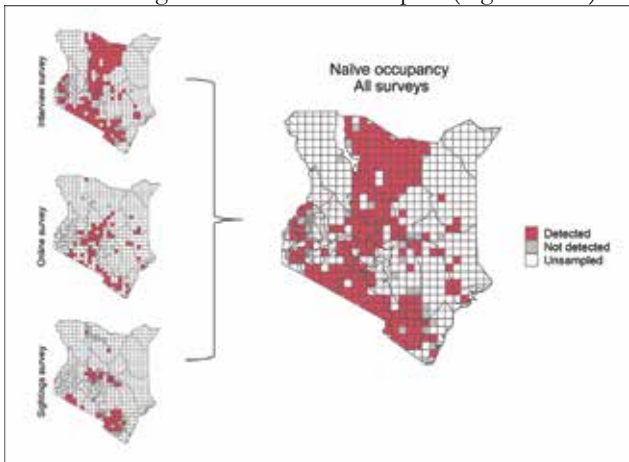 Interview survey
Online survey
Sightings survey
Naïve occupancy
All surveys
Detected
Not detected
Unsampled